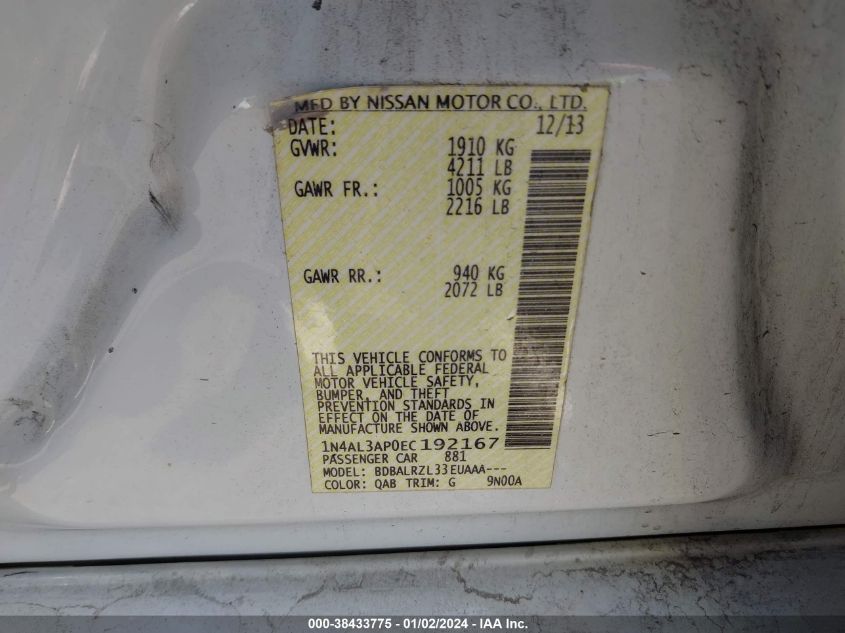 MFD BY NISSAN MOTOR CO., LTD.
DATE: 12/13
GVWR: 1910 KG
4211 LB
GAWR FR.: 1005 KG
2216 LB
GAWR RR.: 940 KG
2072 LB
THIS VEHICLE CONFORMS TO
ALL APPLICABLE FEDERAL
MOTOR VEHICLE SAFETY,
BUMPER, AND THEFT
PREVENTION STANDARDS IN
EFFECT ON THE DATE OF
MANUFACTURE SHOWN ABOVE.
1N4AL3AP0EC192167
PASSENGER CAR 881
MODEL: BDBALRZL33EUAAA---
COLOR: QAB TRIM: G 9N00A
000-38433775 - 01/02/2024 - IAA Inc.